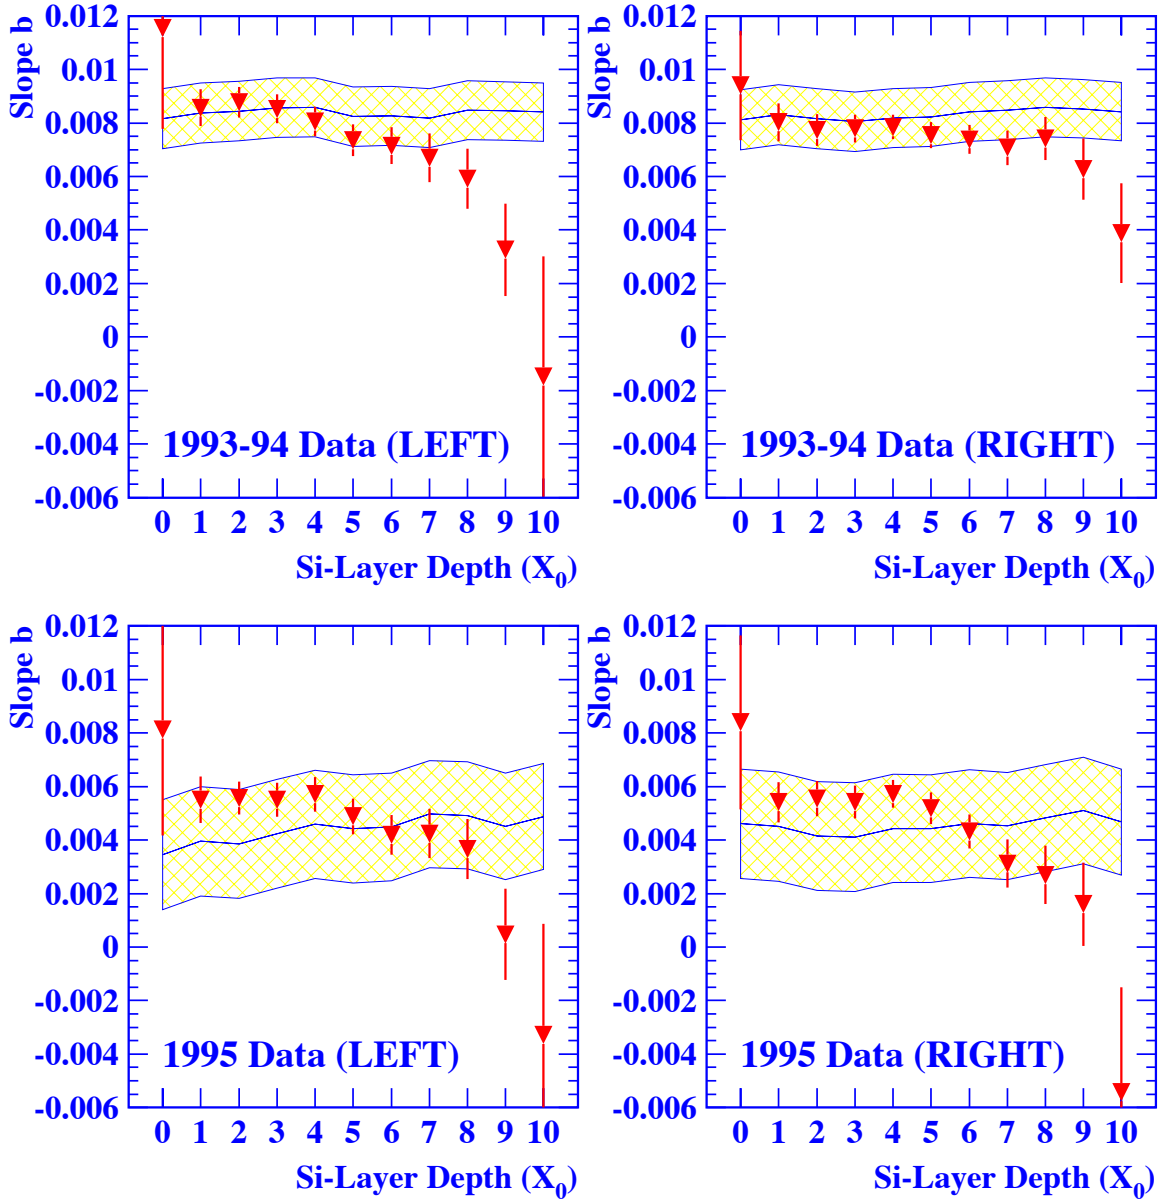 Slope b
0.012
0.01
0.008
0.006
0.004
0.002
0
-0.002
-0.004
-0.006
1993-94 Data (LEFT)
0 1 2 3 4 5 6 7 8 9 10
Si-Layer Depth (X₀)
Slope b
0.012
0.01
0.008
0.006
0.004
0.002
0
-0.002
-0.004
-0.006
1993-94 Data (RIGHT)
0 1 2 3 4 5 6 7 8 9 10
Si-Layer Depth (X₀)
Slope b
0.012
0.01
0.008
0.006
0.004
0.002
0
-0.002
-0.004
-0.006
1995 Data (LEFT)
0 1 2 3 4 5 6 7 8 9 10
Si-Layer Depth (X₀)
Slope b
0.012
0.01
0.008
0.006
0.004
0.002
0
-0.002
-0.004
-0.006
1995 Data (RIGHT)
0 1 2 3 4 5 6 7 8 9 10
Si-Layer Depth (X₀)